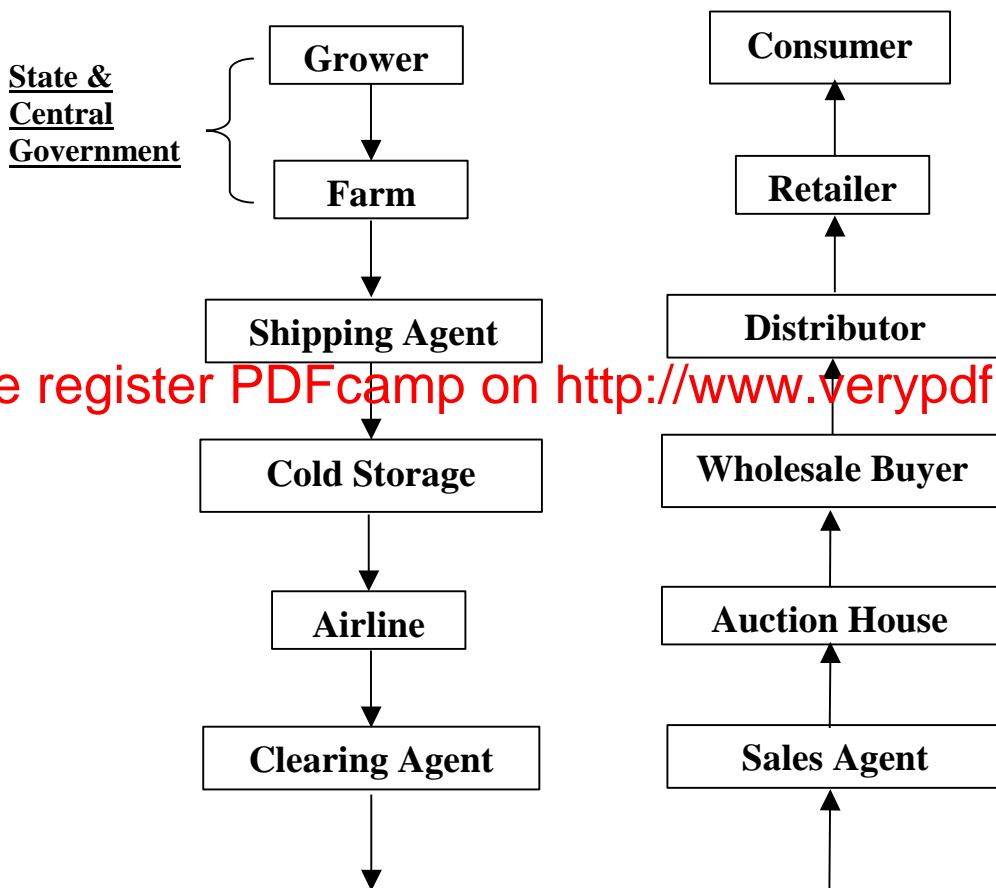 State &
Central
Government
Grower
Farm
Shipping Agent
Cold Storage
Airline
Clearing Agent
Consumer
Retailer
Distributor
Wholesale Buyer
Auction House
Sales Agent
e register PDFcamp on http://www.verypdf